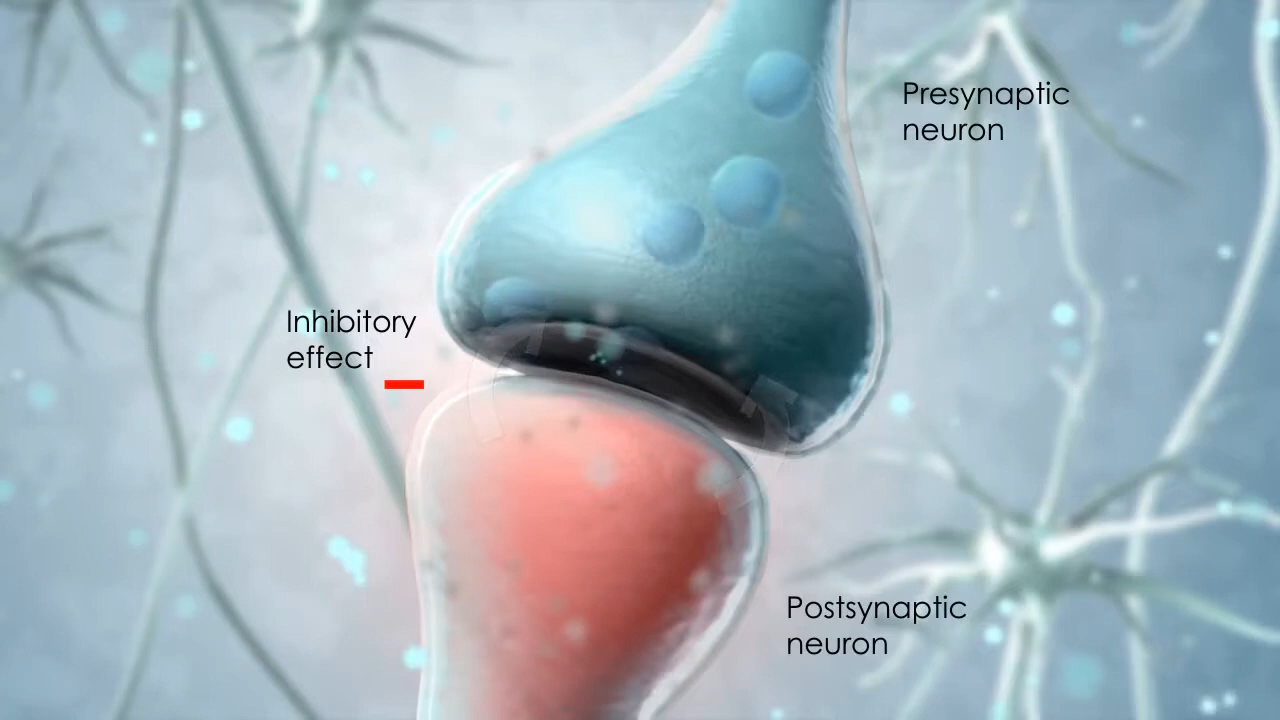 Presynaptic
neuron
Inhibitory
effect
Postsynaptic
neuron